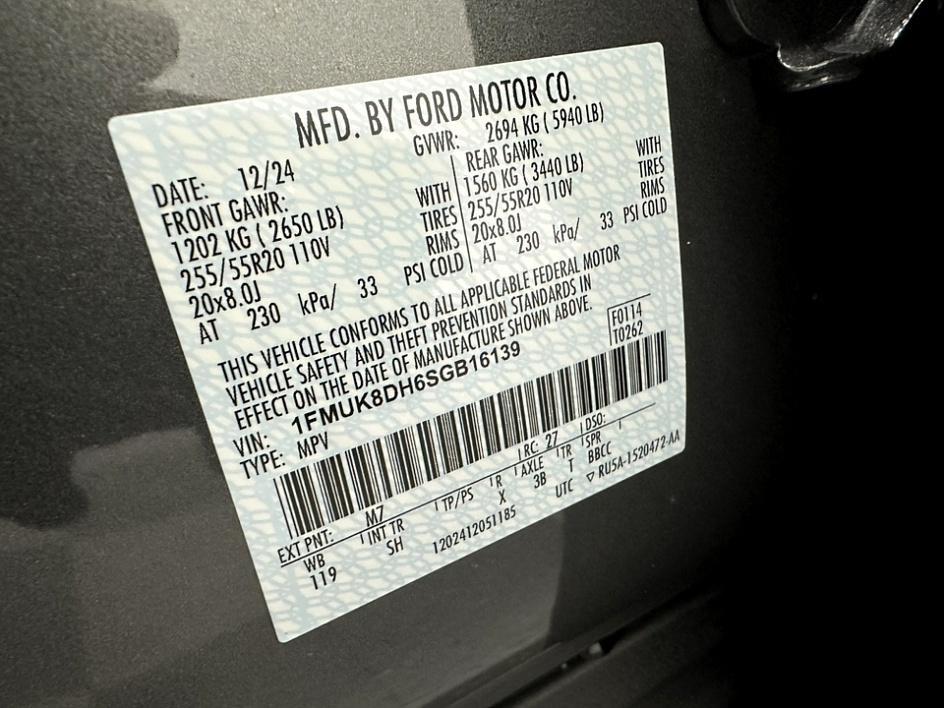 MFD. BY FORD MOTOR CO.
DATE: 12/24 GVWR: 2694 KG ( 5940 LB)
FRONT GAWR: REAR GAWR:
1202 KG ( 2650 LB) WITH 1560 KG ( 3440 LB) WITH
255/55R20 110V TIRES 255/55R20 110V TIRES
20x8.0J RIMS 20x8.0J RIMS
AT 230 kPa/ 33 PSI COLD AT 230 kPa/ 33 PSI COLD
THIS VEHICLE CONFORMS TO ALL APPLICABLE FEDERAL MOTOR
VEHICLE SAFETY AND THEFT PREVENTION STANDARDS IN
EFFECT ON THE DATE OF MANUFACTURE SHOWN ABOVE.
VIN: 1FMUK8DH6SGB16139 F0114
TYPE: MPV T0262
EXT PNT: M7 RC: 27 DSO:
WB INT TR TP/PS R AXLE TR SPR
119 SH X 3B T BBCC
1202412051185 UTC ▽ RU5A-1520472-AA